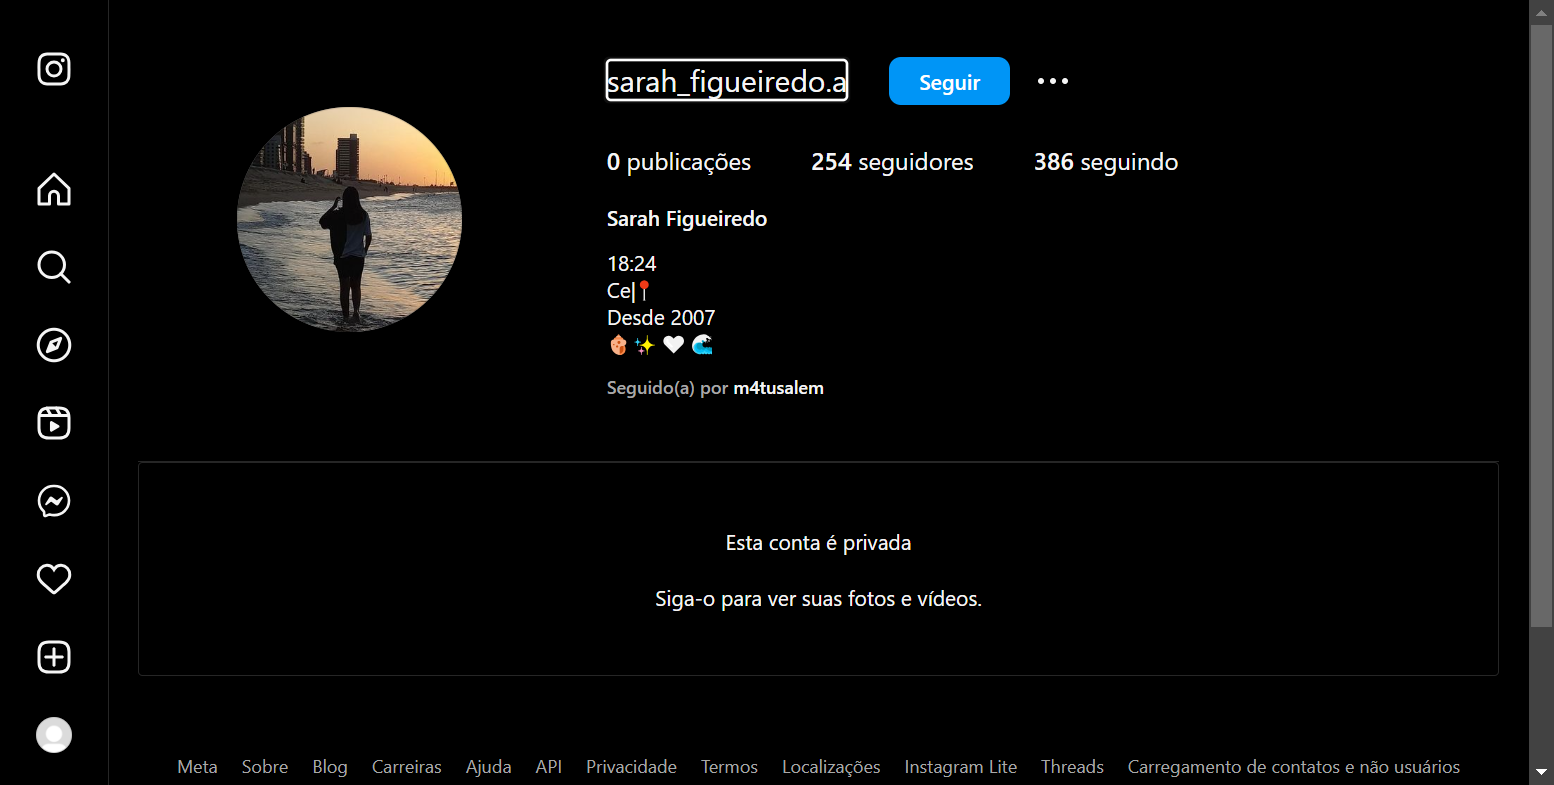 sarah_figueiredo.a
Seguir
0 publicações 254 seguidores 386 seguindo
Sarah Figueiredo
18:24
Ce|📍
Desde 2007
🍪✨🤍🌊
Seguido(a) por m4tusalem
Esta conta é privada
Siga-o para ver suas fotos e vídeos.
Meta Sobre Blog Carreiras Ajuda API Privacidade Termos Localizações Instagram Lite Threads Carregamento de contatos e não usuários